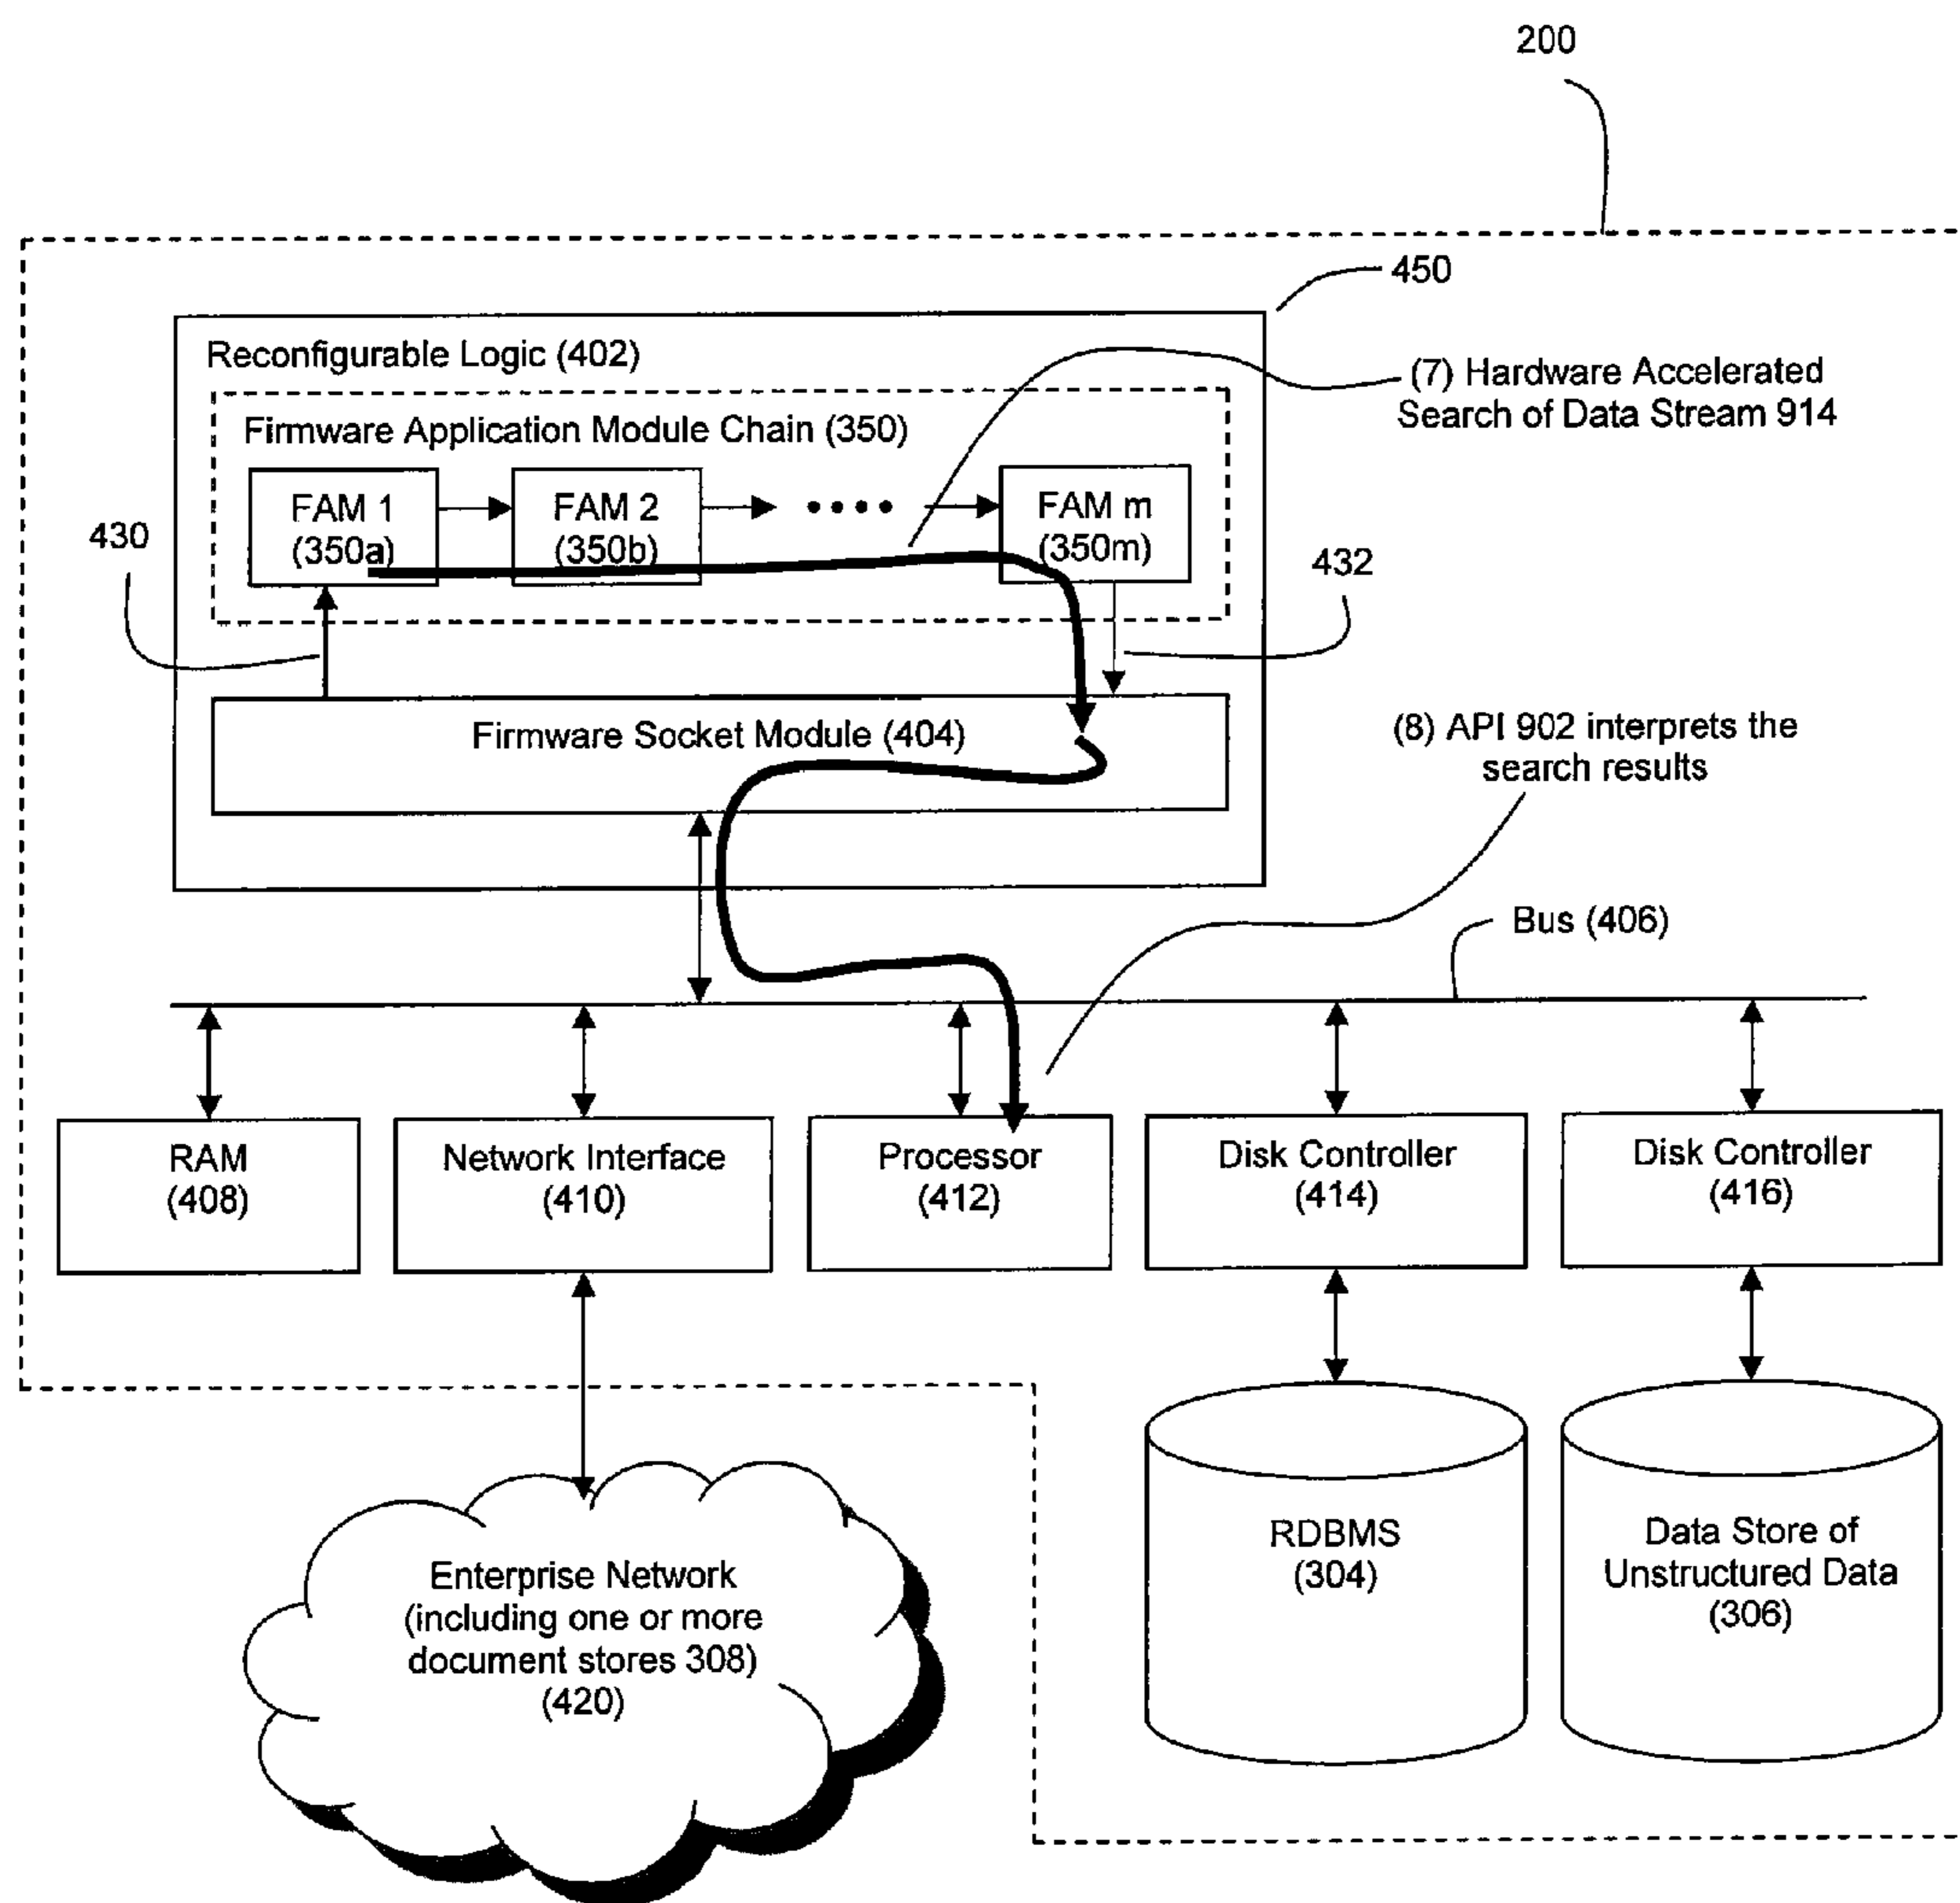 200
450
Reconfigurable Logic (402)
(7) Hardware Accelerated
Search of Data Stream 914
Firmware Application Module Chain (350)
FAM 1
(350a)
FAM 2
(350b)
FAM m
(350m)
430
432
Firmware Socket Module (404)
(8) API 902 interprets the
search results
Bus (406)
RAM
(408)
Network Interface
(410)
Processor
(412)
Disk Controller
(414)
Disk Controller
(416)
Enterprise Network
(including one or more
document stores 308)
(420)
RDBMS
(304)
Data Store of
Unstructured Data
(306)